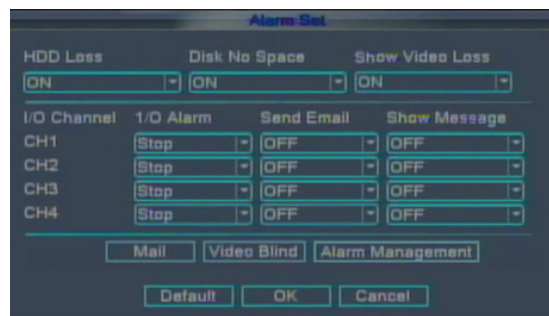 Alarm Set
HDD Loss Disk No Space Show Video Loss
ON ON ON
I/O Channel 1/O Alarm Send Email Show Message
CH1 Stop OFF OFF
CH2 Stop OFF OFF
CH3 Stop OFF OFF
CH4 Stop OFF OFF
Mail Video Blind Alarm Management
Default OK Cancel